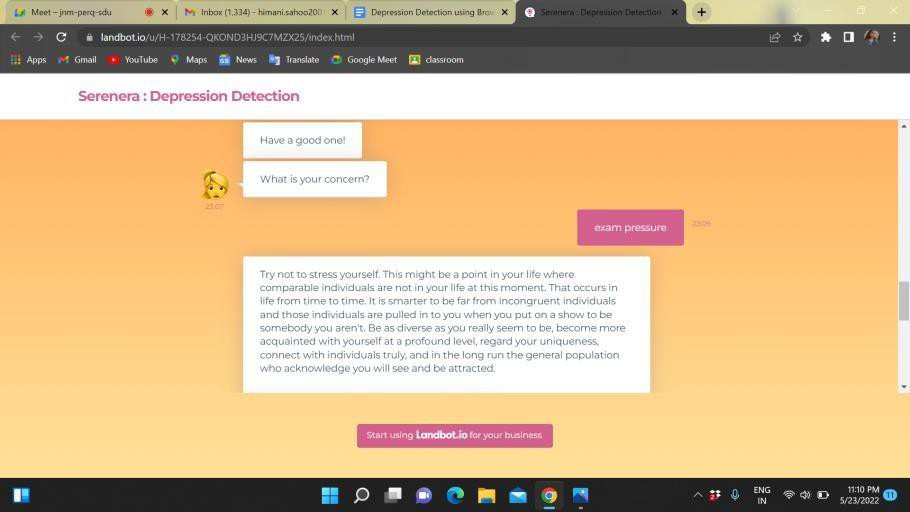 Meet – jnm-perq-sdu
Inbox (1,334) - himani.sahoo200
Depression Detection using Brow
Serenera : Depression Detection
landbot.io/u/H-178254-QKOND3HJ9C7MZX25/index.html
Apps
Gmail
YouTube
Maps
News
Translate
Google Meet
classroom
Serenera : Depression Detection
Have a good one!
What is your concern?
23:07
exam pressure
23:09
Try not to stress yourself. This might be a point in your life where
comparable individuals are not in your life at this moment. That occurs in
life from time to time. It is smarter to be far from incongruent individuals
and those individuals are pulled in to you when you put on a show to be
somebody you aren't. Be as diverse as you really seem to be, become more
acquainted with yourself at a profound level, regard your uniqueness,
connect with individuals truly, and in the long run the general population
who acknowledge you will see and be attracted.
Start using Landbot.io for your business
ENG
IN
11:10 PM
5/23/2022
11